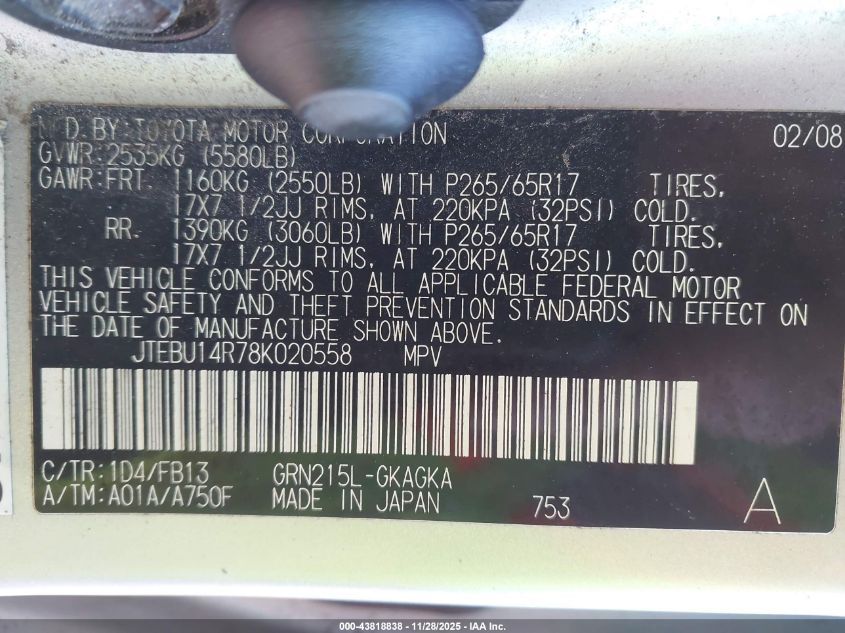 M'D. BY: TOYOTA MOTOR CORPORATION 02/08
GVWR: 2535KG (5580LB)
GAWR: FRT. 1160KG (2550LB) WITH P265/65R17 TIRES,
17X7 1/2JJ RIMS, AT 220KPA (32PSI) COLD.
RR. 1390KG (3060LB) WITH P265/65R17 TIRES,
17X7 1/2JJ RIMS, AT 220KPA (32PSI) COLD.
THIS VEHICLE CONFORMS TO ALL APPLICABLE FEDERAL MOTOR
VEHICLE SAFETY AND THEFT PREVENTION STANDARDS IN EFFECT ON
THE DATE OF MANUFACTURE SHOWN ABOVE.
JTEBU14R78K020558 MPV
C/TR: 1D4/FB13 GRN215L-GKAGKA
A/TM: A01A/A750F MADE IN JAPAN 753 A
000-43818838 - 11/28/2025 - IAA Inc.